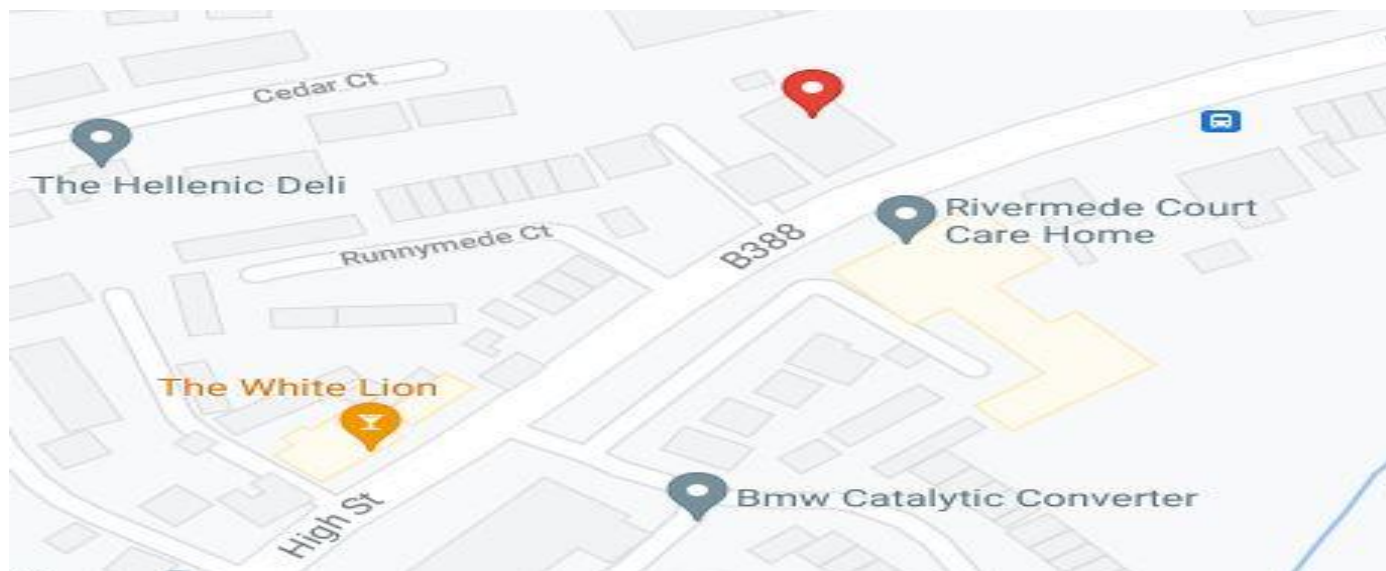 Cedar Ct
The Hellenic Deli
Rivermede Court
Care Home
Runnymede Ct
B388
The White Lion
Bmw Catalytic Converter
High St